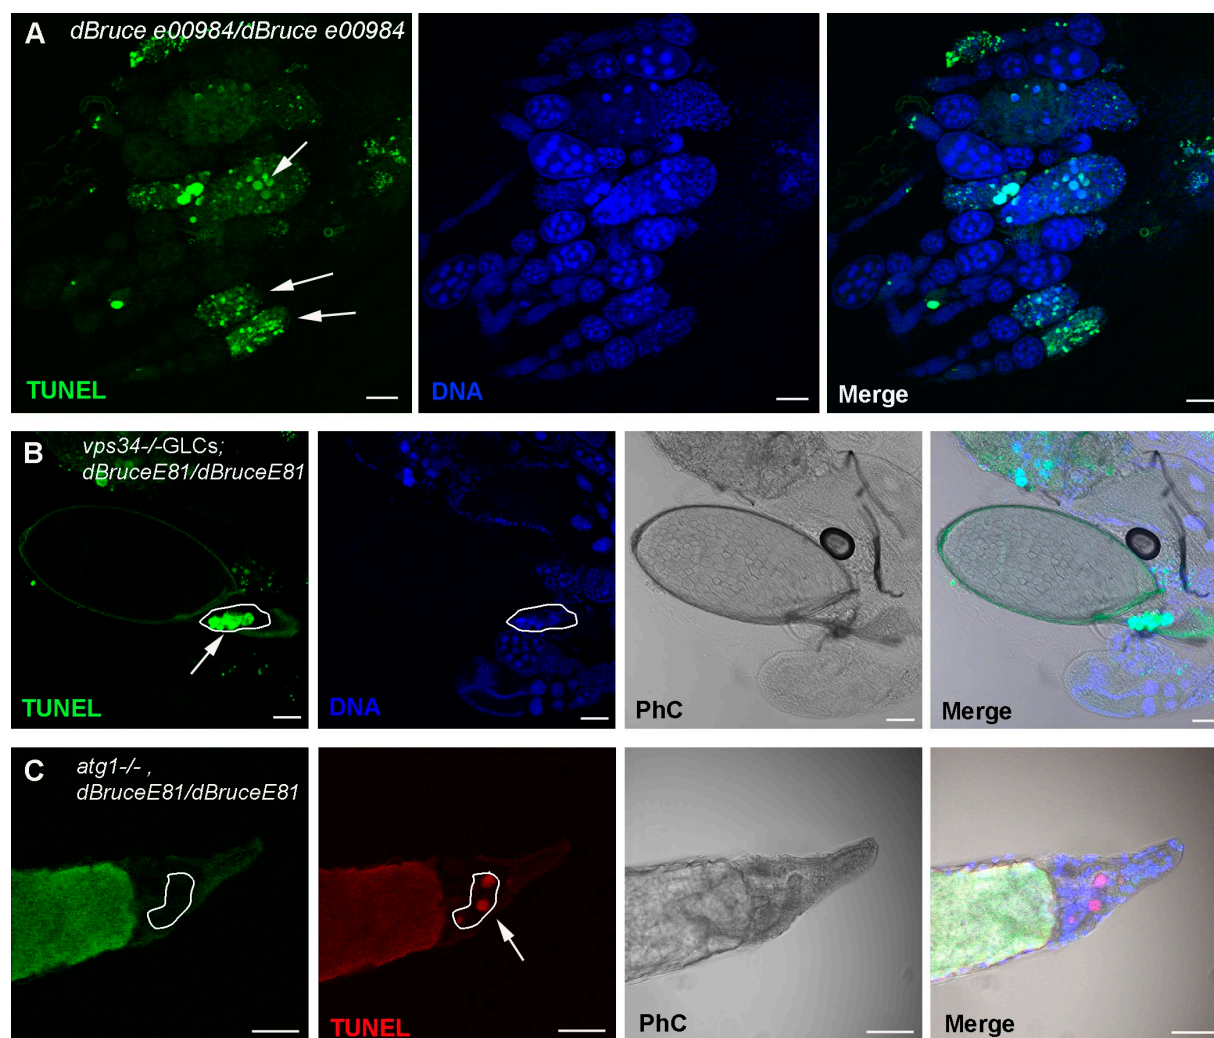 A dBruce e00984/dBruce e00984
TUNEL DNA Merge
B vps34-/-GLCs;
dBruceE81/dBruceE81
TUNEL DNA PhC Merge
C atg1-/- ,
dBruceE81/dBruceE81
TUNEL PhC Merge